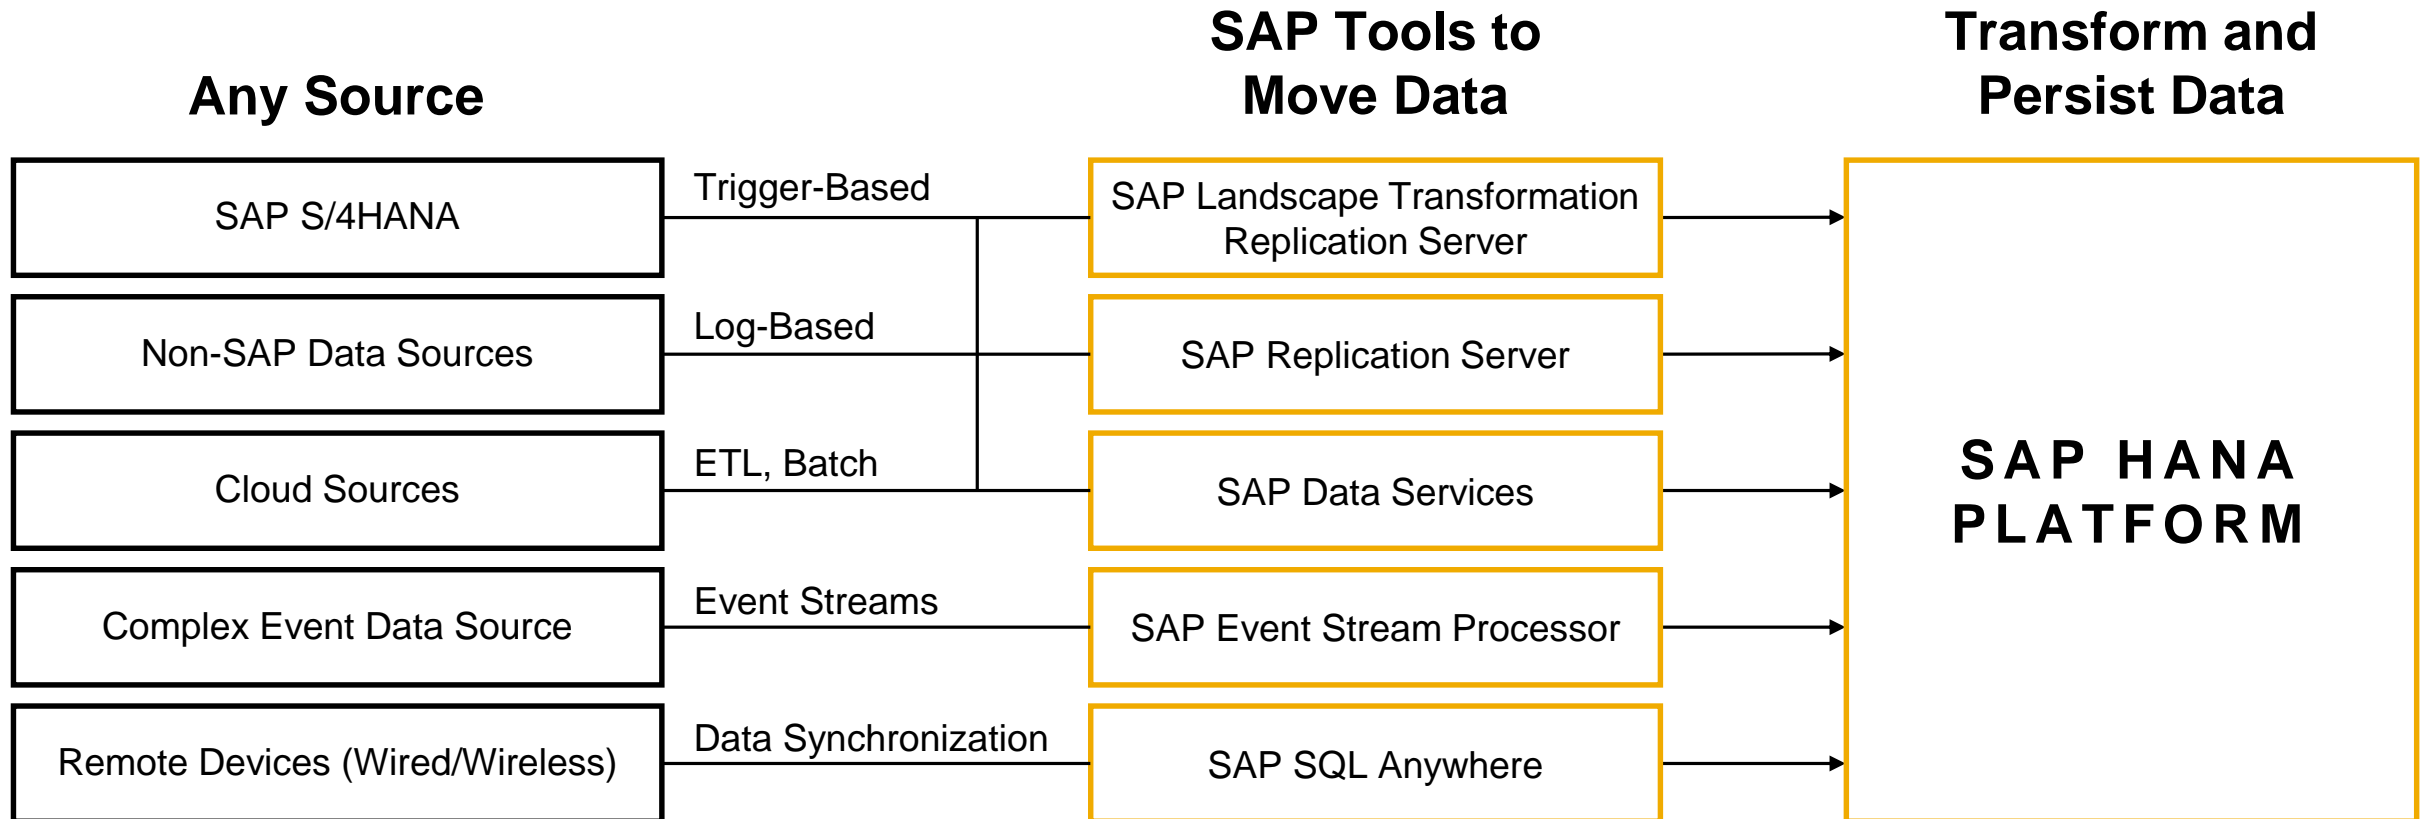 Any Source
SAP Tools to
Move Data
Transform and
Persist Data
SAP S/4HANA
Trigger-Based
SAP Landscape Transformation
Replication Server
Non-SAP Data Sources
Log-Based
SAP Replication Server
Cloud Sources
ETL, Batch
SAP Data Services
Complex Event Data Source
Event Streams
SAP Event Stream Processor
Remote Devices (Wired/Wireless)
Data Synchronization
SAP SQL Anywhere
SAP HANA
PLATFORM